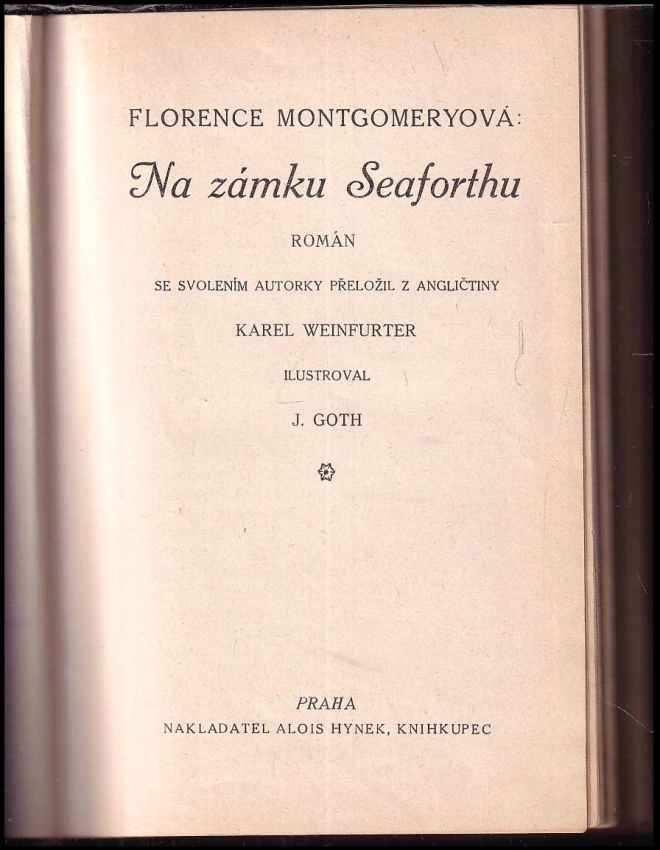 FLORENCE MONTGOMERYOVÁ:
Na zámku Seaforthu
ROMÁN
SE SVOLENÍM AUTORKY PŘELOŽIL Z ANGLIČTINY
KAREL WEINFURTER
ILUSTROVAL
J. GOTH
PRAHA
NAKLADATEL ALOIS HYNEK, KNIHKUPEC